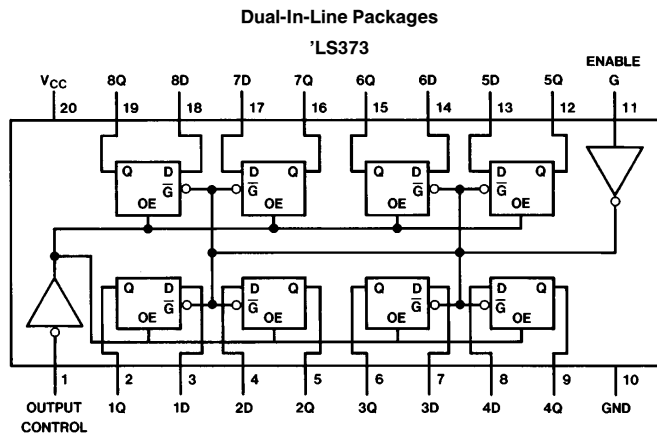 Dual-In-Line Packages
'LS373
ENABLE
VCC 8Q 8D 7D 7Q 6Q 6D 5D 5Q G
20 19 18 17 16 15 14 13 12 11
Q D D Q Q D D Q
G G G G
OE OE OE OE
Q D D Q Q D D Q
G G G G
OE OE OE OE
1 2 3 4 5 6 7 8 9 10
OUTPUT 1Q 1D 2D 2Q 3Q 3D 4D 4Q GND
CONTROL